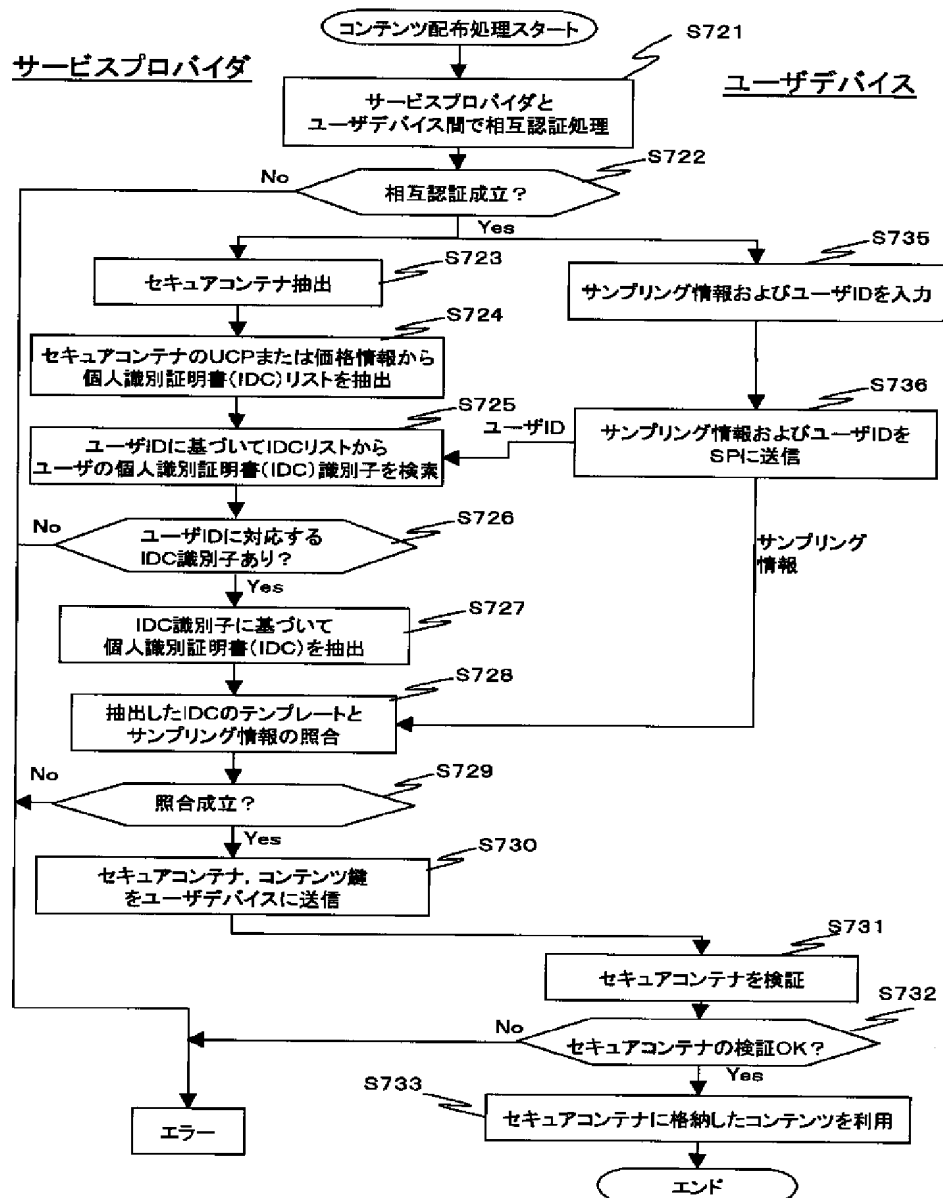 コンテンツ配布処理スタート
S721
サービスプロバイダ
ユーザデバイス
サービスプロバイダと
ユーザデバイス間で相互認証処理
S722
No
相互認証成立？
Yes
S723
S735
セキュアコンテナ抽出
サンプリング情報およびユーザIDを入力
S724
セキュアコンテナのUCPまたは価格情報から
個人識別証明書(IDC)リストを抽出
S725
S736
ユーザID
ユーザIDに基づいてIDCリストから
ユーザの個人識別証明書(IDC)識別子を検索
サンプリング情報およびユーザIDを
SPに送信
S726
No
ユーザIDに対応する
IDC識別子あり？
サンプリング
情報
Yes
S727
IDC識別子に基づいて
個人識別証明書(IDC)を抽出
S728
抽出したIDCのテンプレートと
サンプリング情報の照合
S729
No
照合成立？
Yes
S730
セキュアコンテナ，コンテンツ鍵
をユーザデバイスに送信
S731
セキュアコンテナを検証
S732
No
セキュアコンテナの検証OK？
Yes
S733
セキュアコンテナに格納したコンテンツを利用
エラー
エンド